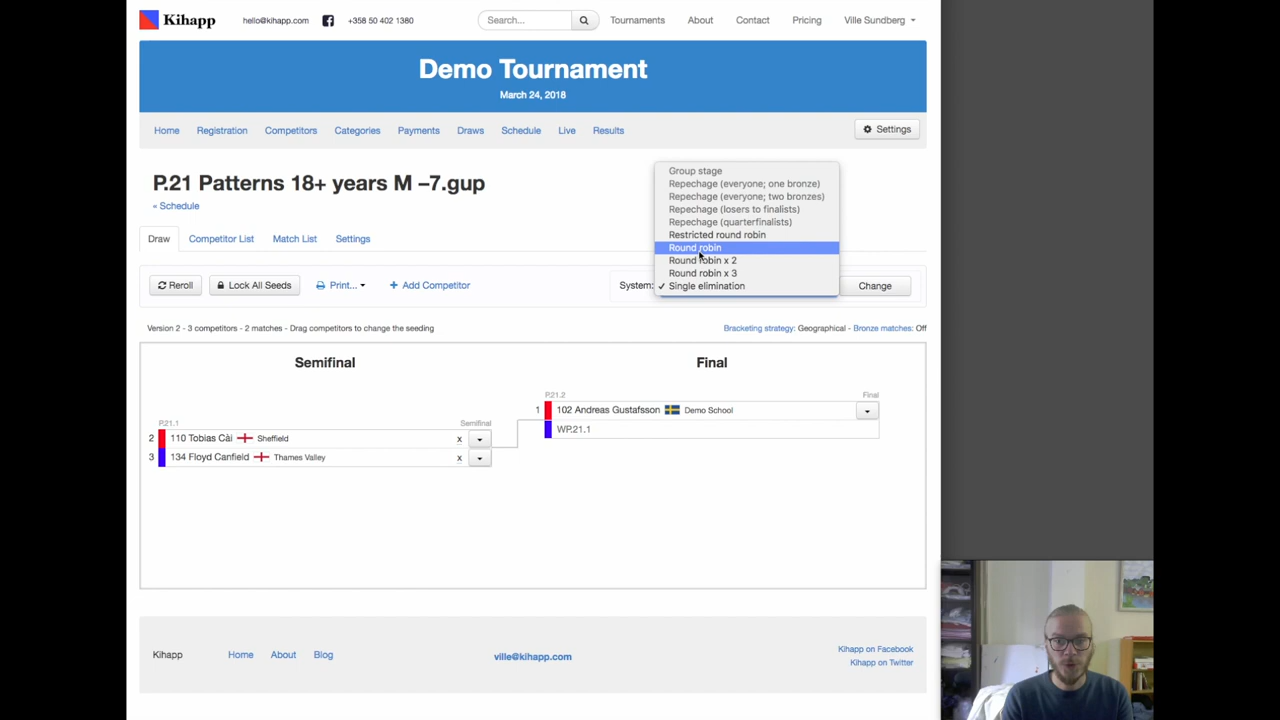 Kihapp
hello@kihapp.com
+358 50 402 1380
Search...
Tournaments
About
Contact
Pricing
Ville Sundberg
Demo Tournament
March 24, 2018
Home
Registration
Competitors
Categories
Payments
Draws
Schedule
Live
Results
Settings
P.21 Patterns 18+ years M –7.gup
« Schedule
Group stage
Repechage (everyone; one bronze)
Repechage (everyone; two bronzes)
Repechage (losers to finalists)
Repechage (quarterfinalists)
Restricted round robin
Round robin
Round robin x 2
Round robin x 3
✓ Single elimination
Draw
Competitor List
Match List
Settings
Reroll
Lock All Seeds
Print...
+ Add Competitor
System:
Change
Version 2 - 3 competitors - 2 matches - Drag competitors to change the seeding
Bracketing strategy: Geographical - Bronze matches: Off
Semifinal
Final
P.21.2
Final
1 102 Andreas Gustafsson Demo School
WP.21.1
P.21.1
Semifinal
2 110 Tobias Cài Sheffield x
3 134 Floyd Canfield Thames Valley x
Kihapp
Home
About
Blog
ville@kihapp.com
Kihapp on Facebook
Kihapp on Twitter